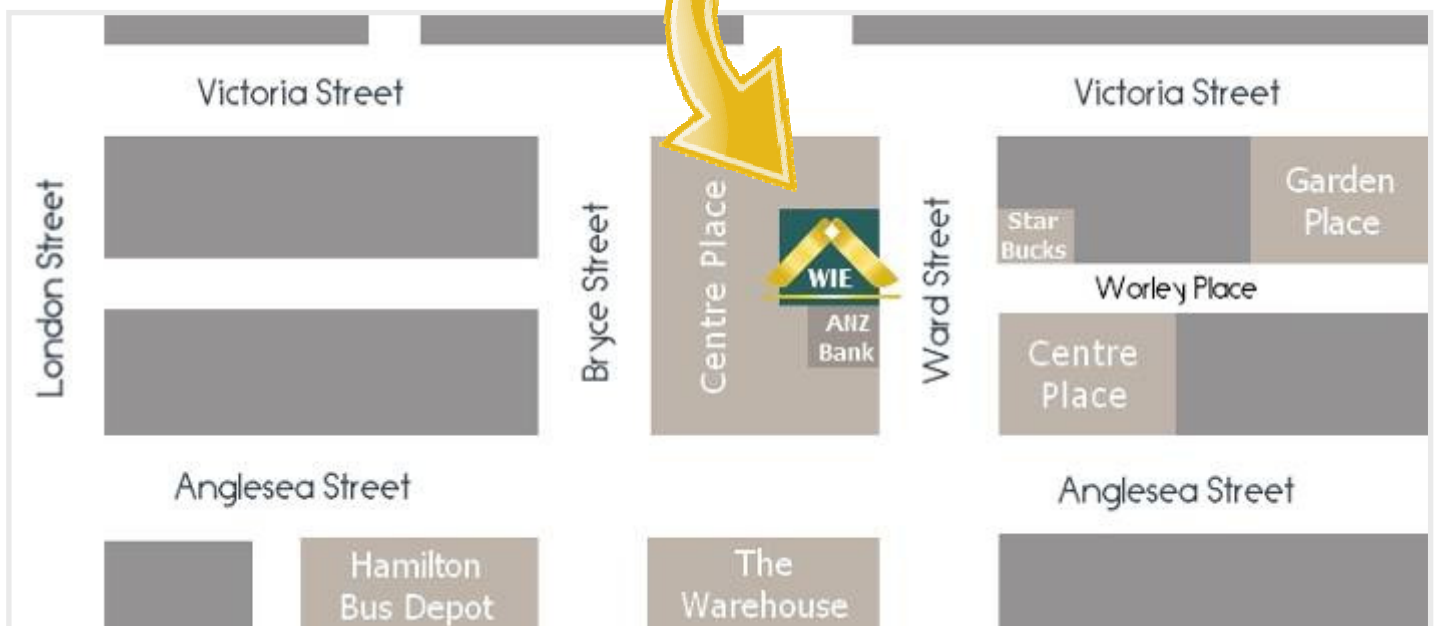 Victoria Street
Victoria Street
London Street
Bryce Street
Centre Place
WIE
ANZ
Bank
Ward Street
Star
Bucks
Garden
Place
Worley Place
Centre
Place
Anglesea Street
Anglesea Street
Hamilton
Bus Depot
The
Warehouse